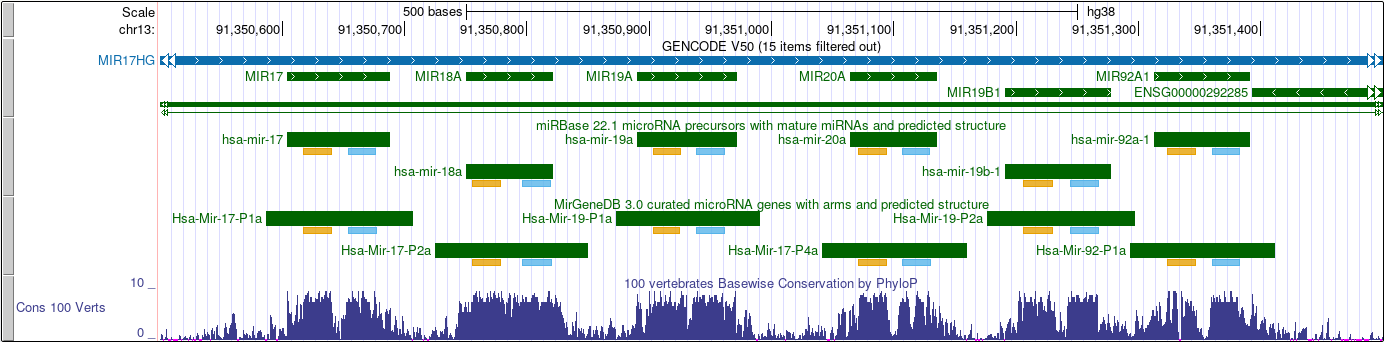 Scale 500 bases hg38
chr13: 91,350,600 91,350,700 91,350,800 91,350,900 91,351,000 91,351,100 91,351,200 91,351,300 91,351,400
GENCODE V50 (15 items filtered out)
MIR17HG
MIR17 MIR18A MIR19A MIR20A MIR92A1
MIR19B1 ENSG00000292285
miRBase 22.1 microRNA precursors with mature miRNAs and predicted structure
hsa-mir-17 hsa-mir-19a hsa-mir-20a hsa-mir-92a-1
hsa-mir-18a hsa-mir-19b-1
MirGeneDB 3.0 curated microRNA genes with arms and predicted structure
Hsa-Mir-17-P1a Hsa-Mir-19-P1a Hsa-Mir-19-P2a
Hsa-Mir-17-P2a Hsa-Mir-17-P4a Hsa-Mir-92-P1a
10 _ 100 vertebrates Basewise Conservation by PhyloP
Cons 100 Verts
0 _